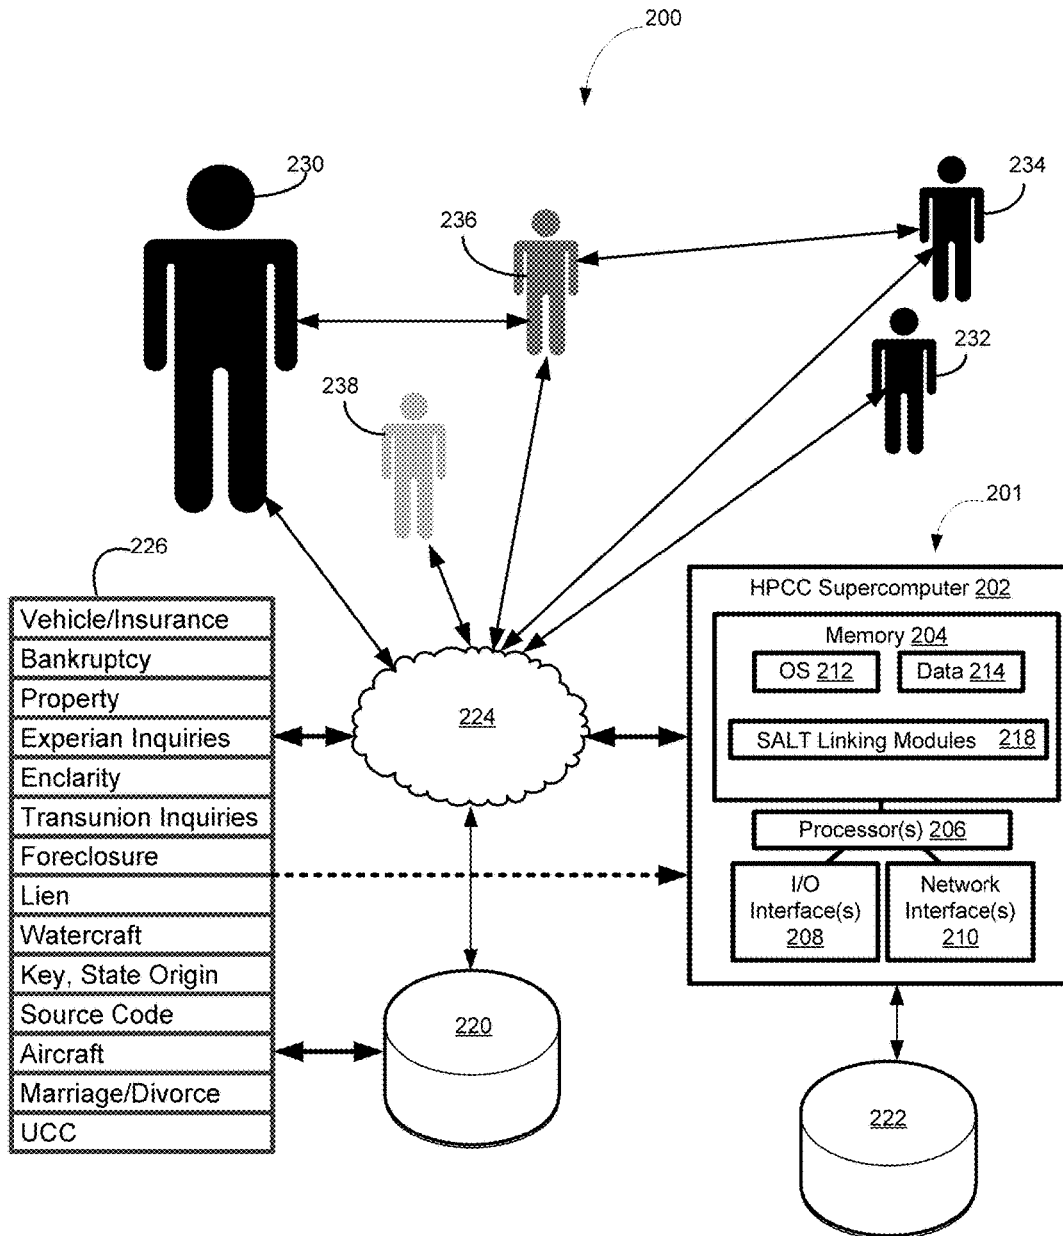 200
230
234
236
232
238
201
226
HPCC Supercomputer 202
Memory 204
OS 212
Data 214
SALT Linking Modules 218
Processor(s) 206
I/O
Interface(s)
208
Network
Interface(s)
210
Vehicle/Insurance
Bankruptcy
Property
Experian Inquiries
Enclarity
Transunion Inquiries
Foreclosure
Lien
Watercraft
Key, State Origin
Source Code
Aircraft
Marriage/Divorce
UCC
224
220
222